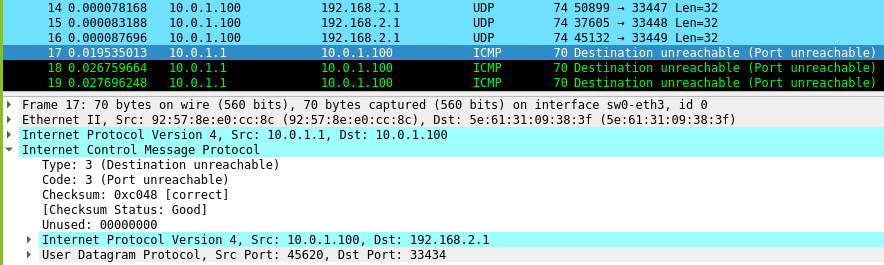 14 0.000078168 10.0.1.100 192.168.2.1 UDP 74 50899 → 33447 Len=32
15 0.000083188 10.0.1.100 192.168.2.1 UDP 74 37605 → 33448 Len=32
16 0.000087696 10.0.1.100 192.168.2.1 UDP 74 45132 → 33449 Len=32
17 0.019535013 10.0.1.1 10.0.1.100 ICMP 70 Destination unreachable (Port unreachable)
18 0.026759664 10.0.1.1 10.0.1.100 ICMP 70 Destination unreachable (Port unreachable)
19 0.027696248 10.0.1.1 10.0.1.100 ICMP 70 Destination unreachable (Port unreachable)
Frame 17: 70 bytes on wire (560 bits), 70 bytes captured (560 bits) on interface sw0-eth3, id 0
Ethernet II, Src: 92:57:8e:e0:cc:8c (92:57:8e:e0:cc:8c), Dst: 5e:61:31:09:38:3f (5e:61:31:09:38:3f)
Internet Protocol Version 4, Src: 10.0.1.1, Dst: 10.0.1.100
Internet Control Message Protocol
Type: 3 (Destination unreachable)
Code: 3 (Port unreachable)
Checksum: 0xc048 [correct]
[Checksum Status: Good]
Unused: 00000000
Internet Protocol Version 4, Src: 10.0.1.100, Dst: 192.168.2.1
User Datagram Protocol, Src Port: 45620, Dst Port: 33434